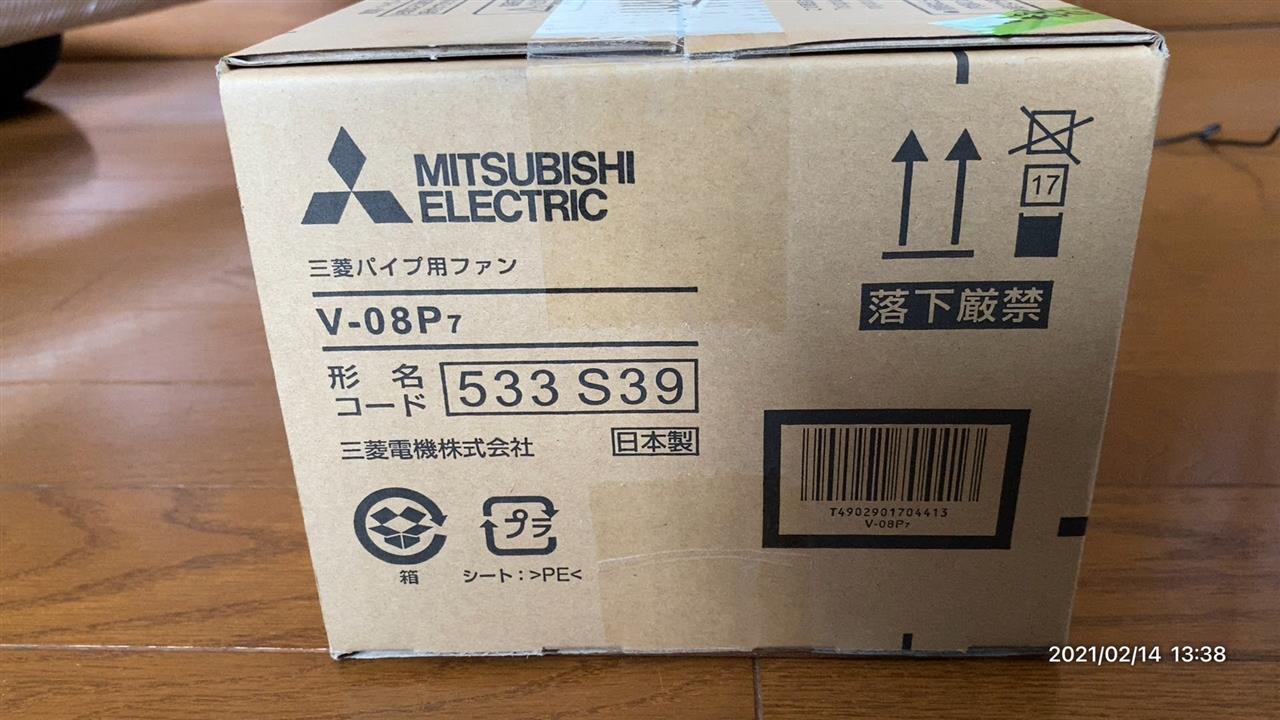 MITSUBISHI
ELECTRIC
三菱パイプ用ファン
V-08P7
形名
コード
533 S39
三菱電機株式会社
日本製
箱
プラ
シート:>PE<
17
落下厳禁
T4902901704413
V-08P7
2021/02/14 13:38